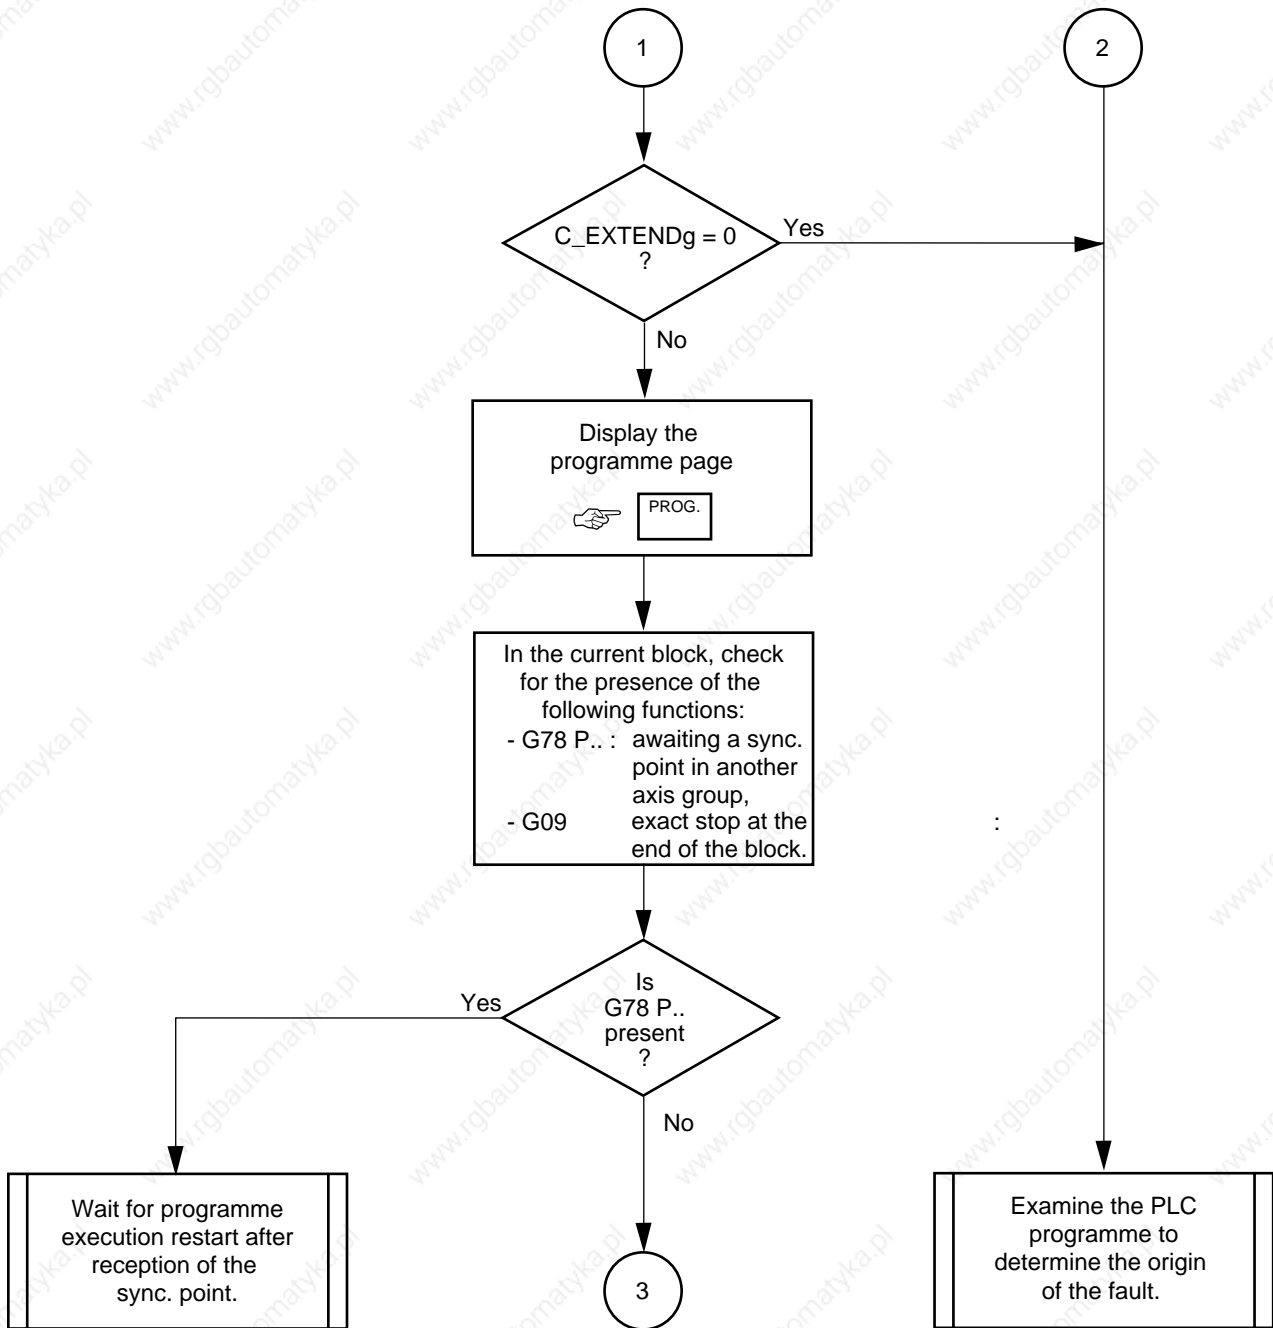 1
2
C_EXTENDg = 0
?
Yes
No
Display the
programme page
PROG.
In the current block, check
for the presence of the
following functions:
- G78 P.. : awaiting a sync.
point in another
axis group,
- G09 exact stop at the :
end of the block.
Is
G78 P..
present
?
Yes
No
Wait for programme
execution restart after
reception of the
sync. point.
3
Examine the PLC
programme to
determine the origin
of the fault.
www.rgbautomatyka.pl